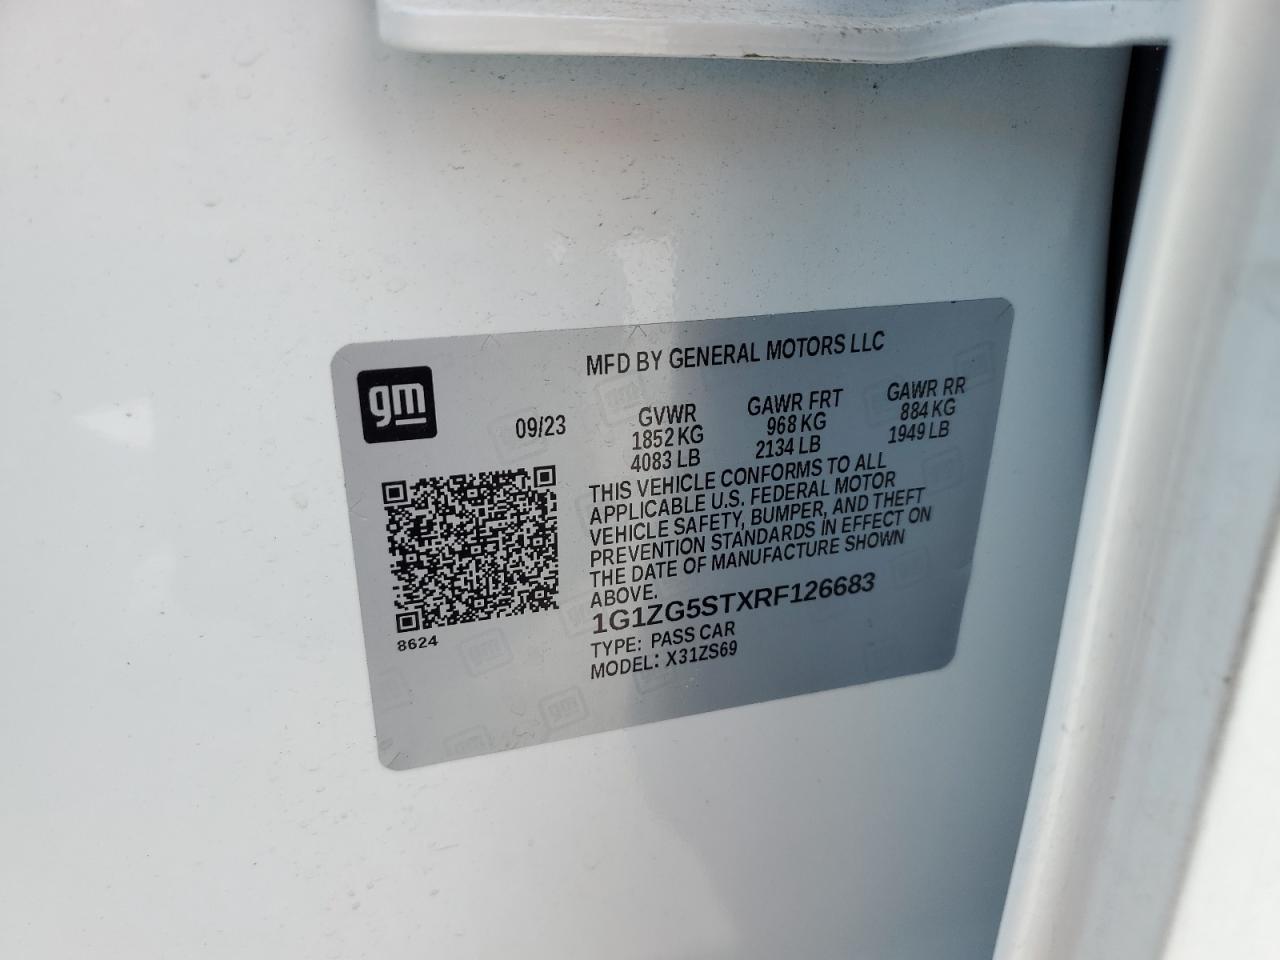 MFD BY GENERAL MOTORS LLC
gm
09/23
GVWR
1852 KG
4083 LB
GAWR FRT
968 KG
2134 LB
GAWR RR
884 KG
1949 LB
THIS VEHICLE CONFORMS TO ALL
APPLICABLE U.S. FEDERAL MOTOR
VEHICLE SAFETY, BUMPER, AND THEFT
PREVENTION STANDARDS IN EFFECT ON
THE DATE OF MANUFACTURE SHOWN
ABOVE.
1G1ZG5STXRF126683
TYPE: PASS CAR
MODEL: X31ZS69
8624